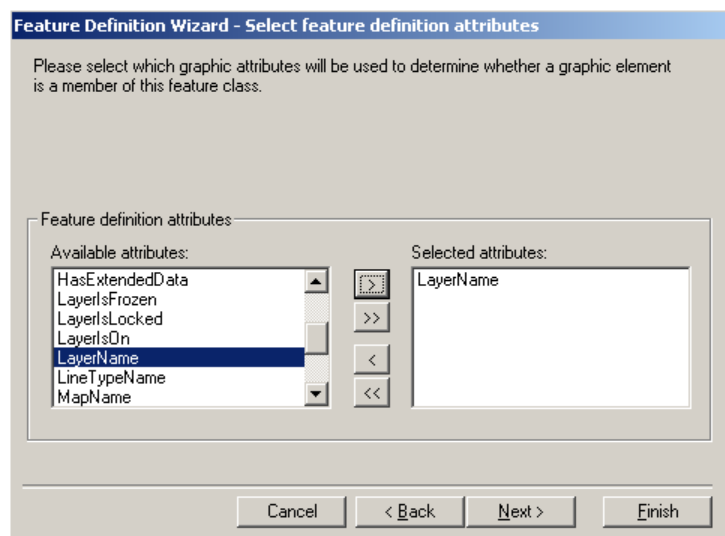 Feature Definition Wizard - Select feature definition attributes
Please select which graphic attributes will be used to determine whether a graphic element
is a member of this feature class.
Feature definition attributes
Available attributes:
HasExtendedData
LayerIsFrozen
LayerIsLocked
LayerIsOn
LayerName
LineTypeName
MapName
>
>>
<
<<
Selected attributes:
LayerName
Cancel
< Back
Next >
Finish